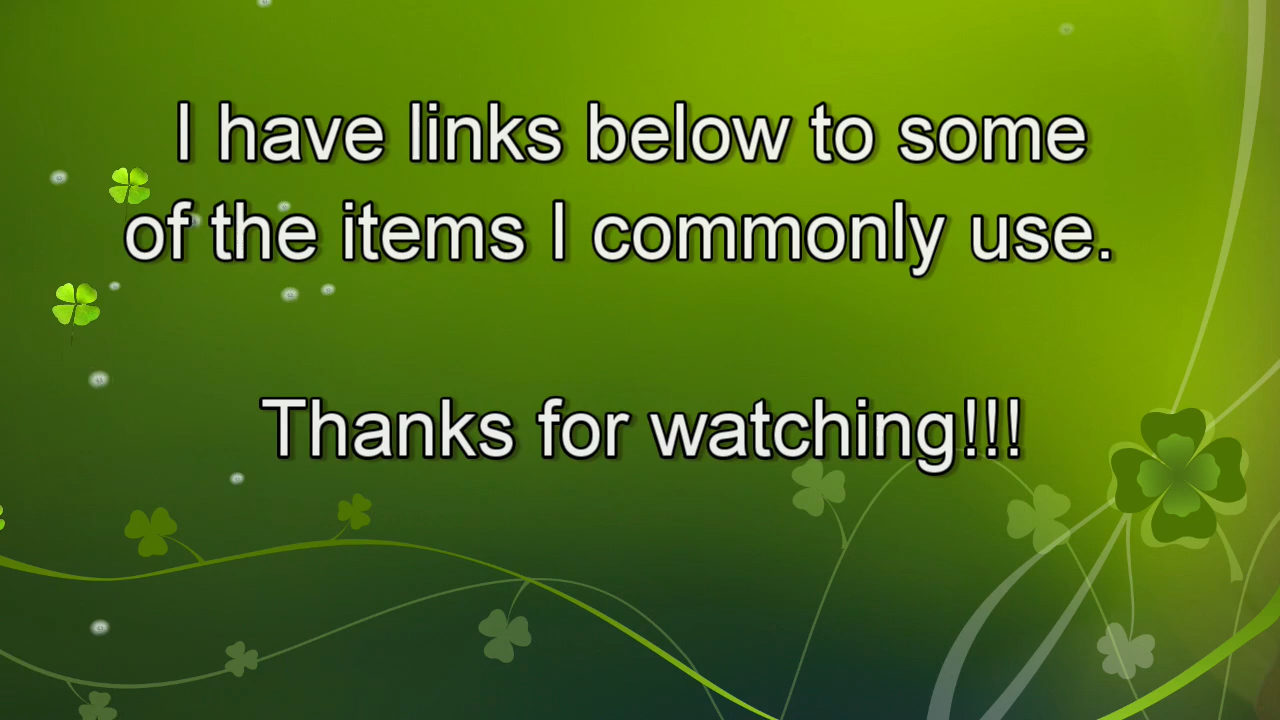 I have links below to some
of the items I commonly use.
Thanks for watching!!!